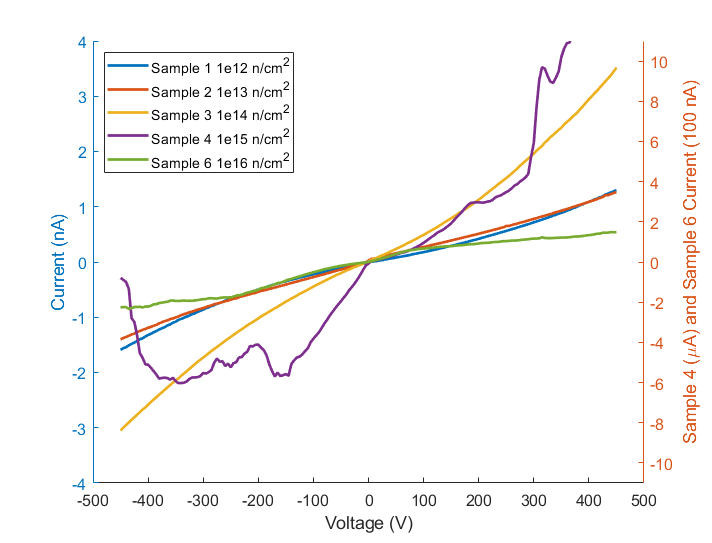 Sample 1 1e12 n/cm²
Sample 2 1e13 n/cm²
Sample 3 1e14 n/cm²
Sample 4 1e15 n/cm²
Sample 6 1e16 n/cm²
4
3
2
1
0
-1
-2
-3
-4
Current (nA)
-500 -400 -300 -200 -100 0 100 200 300 400 500
Voltage (V)
10
8
6
4
2
0
-2
-4
-6
-8
-10
Sample 4 (μA) and Sample 6 Current (100 nA)